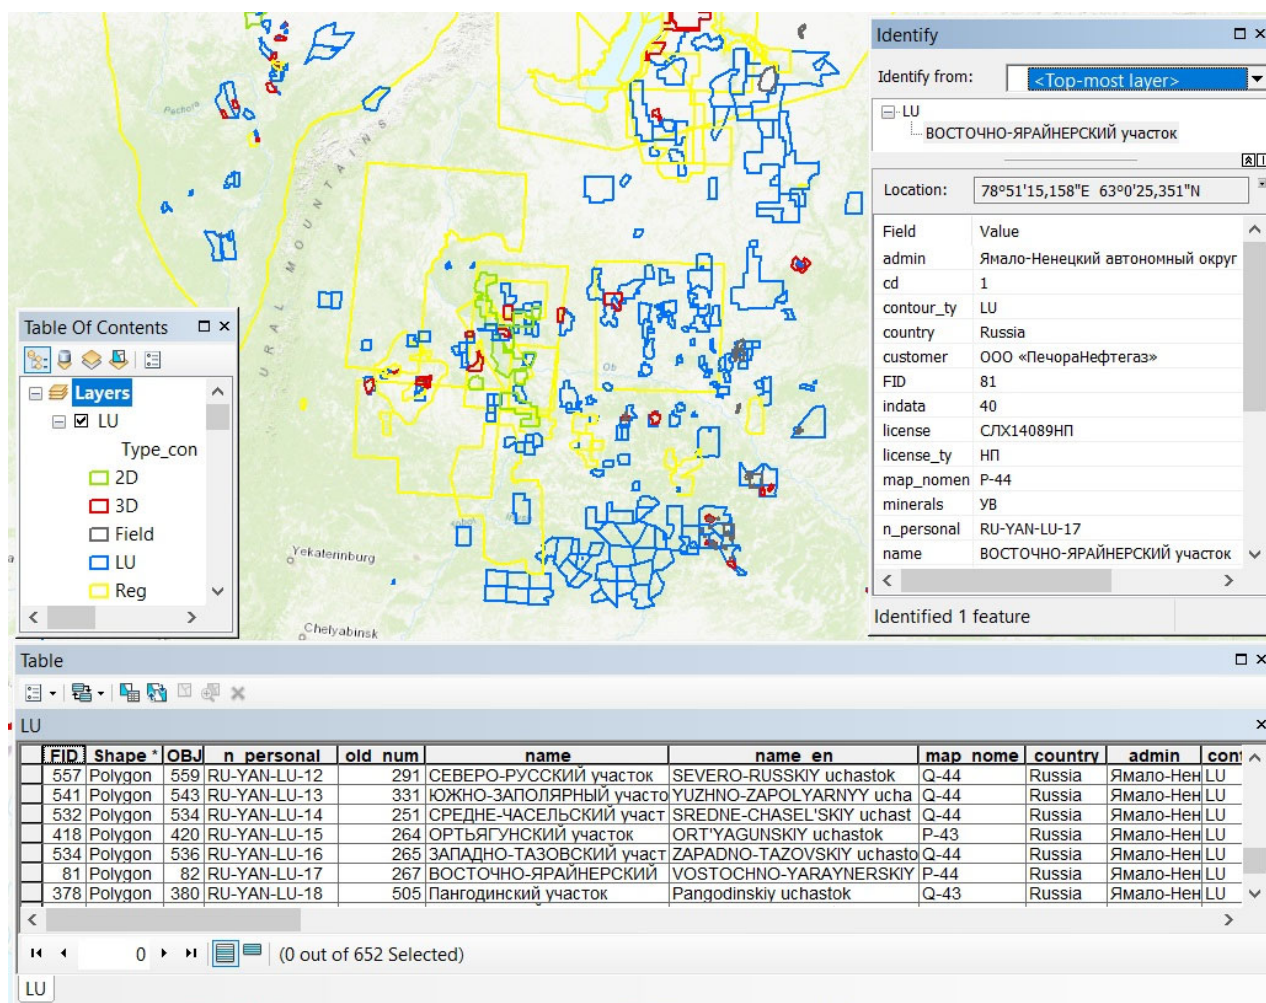 Pechora
URAL MOUNTAINS
Ob
Yekaterinburg
Chelyabinsk
Identify
Identify from:
<Top-most layer>
LU
ВОСТОЧНО-ЯРАЙНЕРСКИЙ участок
Location: 78°51'15,158"E 63°0'25,351"N
Field Value
admin Ямало-Ненецкий автономный округ
cd 1
contour_ty LU
country Russia
customer ООО «ПечораНефтегаз»
FID 81
indata 40
license СЛХ14089НП
license_ty НП
map_nomen P-44
minerals УВ
n_personal RU-YAN-LU-17
name ВОСТОЧНО-ЯРАЙНЕРСКИЙ участок
Identified 1 feature
Table Of Contents
Layers
LU
Type_con
2D
3D
Field
LU
Reg
Table
LU
FID Shape * OBJ n_personal old_num name name_en map_nome country admin cont
557 Polygon 559 RU-YAN-LU-12 291 СЕВЕРО-РУССКИЙ участок SEVERO-RUSSKIY uchastok Q-44 Russia Ямало-Нен LU
541 Polygon 543 RU-YAN-LU-13 331 ЮЖНО-ЗАПОЛЯРНЫЙ участо YUZHNO-ZAPOLYARNYY ucha Q-44 Russia Ямало-Нен LU
532 Polygon 534 RU-YAN-LU-14 251 СРЕДНЕ-ЧАСЕЛЬСКИЙ участ SREDNE-CHASEL'SKIY uchast Q-44 Russia Ямало-Нен LU
418 Polygon 420 RU-YAN-LU-15 264 ОРТЬЯГУНСКИЙ участок ORT'YAGUNSKIY uchastok P-43 Russia Ямало-Нен LU
534 Polygon 536 RU-YAN-LU-16 265 ЗАПАДНО-ТАЗОВСКИЙ участ ZAPADNO-TAZOVSKIY uchasto Q-44 Russia Ямало-Нен LU
81 Polygon 82 RU-YAN-LU-17 267 ВОСТОЧНО-ЯРАЙНЕРСКИЙ VOSTOCHNO-YARAYNERSKIY P-44 Russia Ямало-Нен LU
378 Polygon 380 RU-YAN-LU-18 505 Пангодинский участок Pangodinskiy uchastok Q-43 Russia Ямало-Нен LU
0 (0 out of 652 Selected)
LU